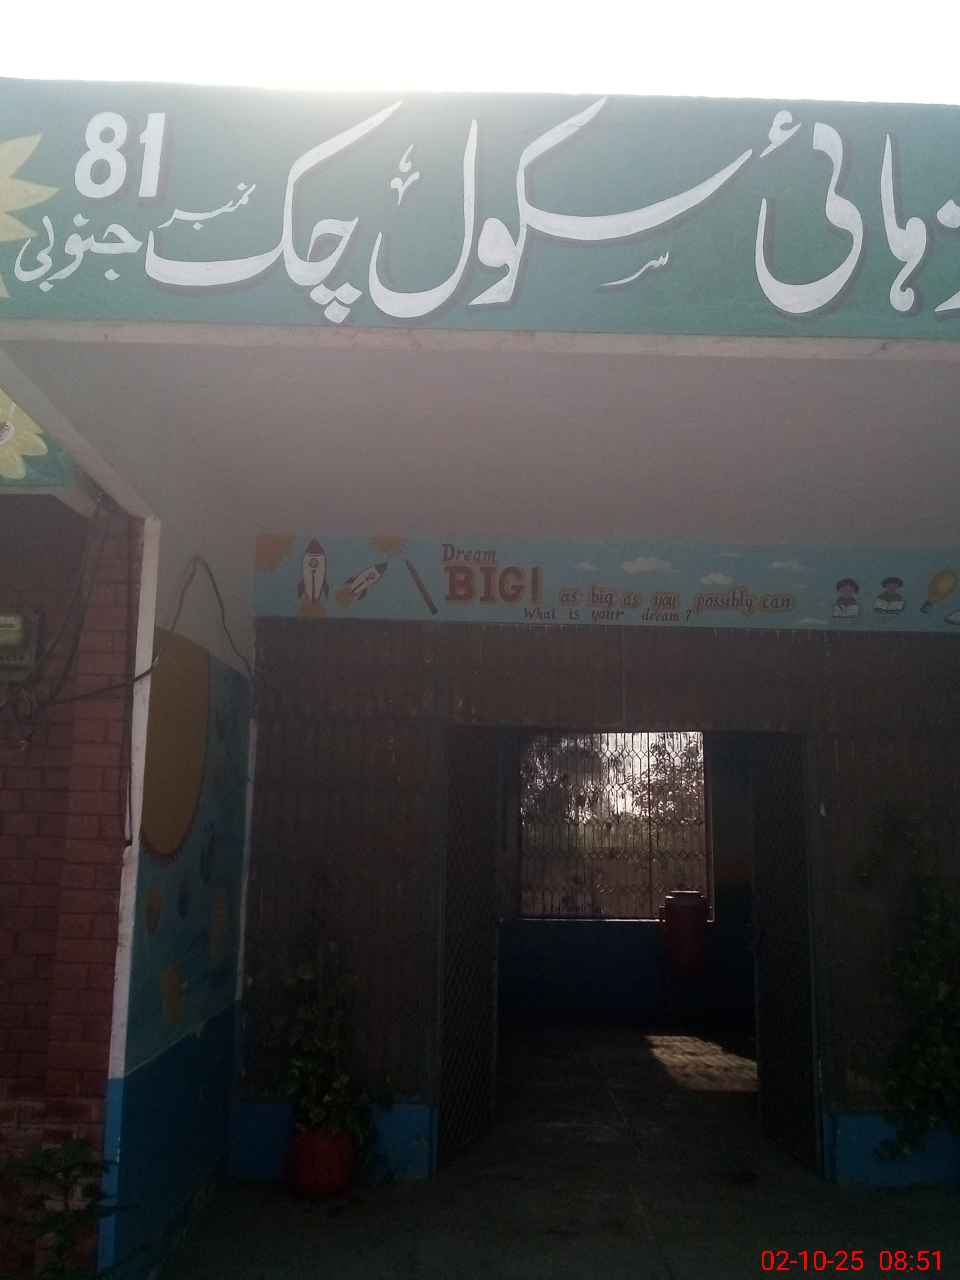 ہائی سکول چک نمبر 81 جنوبی
Dream
BIG! as big as you possibly can
What is your dream?
02-10-25 08:51